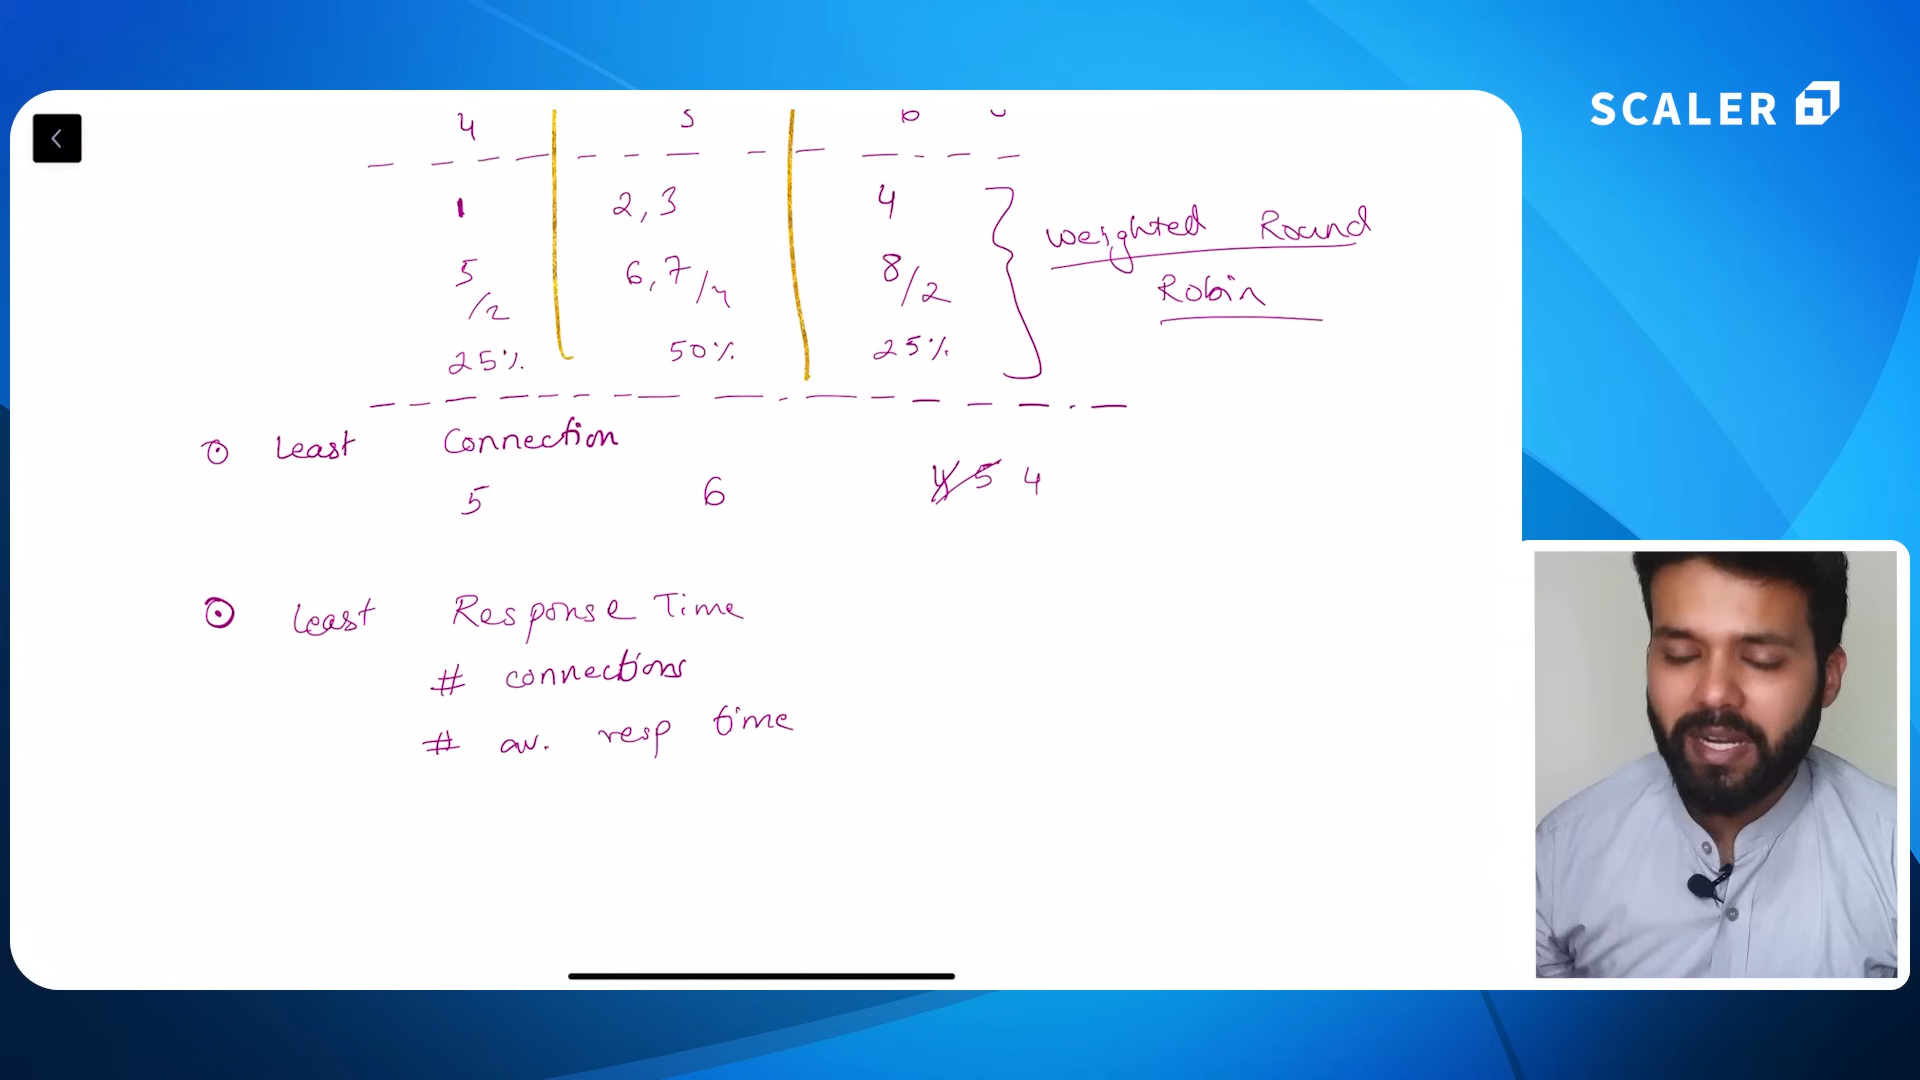 SCALER
4
1 2, 3 4
weighted Round
Robin
5/2 6, 7/4 8/2
25% 50% 25%
Least Connection
5 6 4 5 4
Least Response Time
# connections
# av. resp time